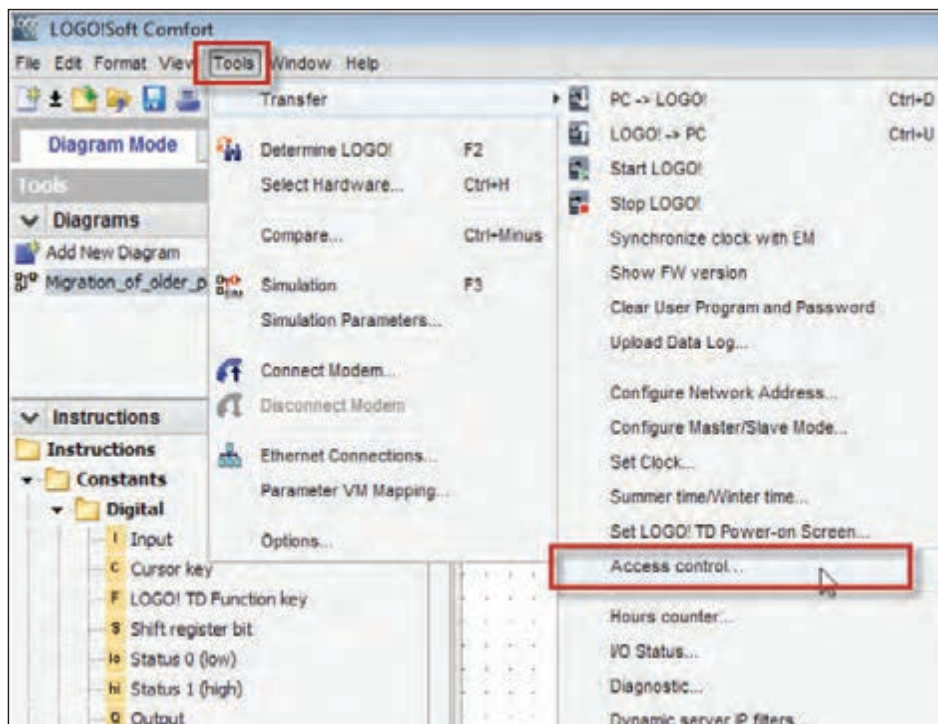 LOGO!Soft Comfort
File Edit Format View Tools Window Help
Diagram Mode
Tools
Diagrams
Add New Diagram
Migration_of_older_p
Transfer
Determine LOGO! F2
Select Hardware... Ctrl+H
Compare... Ctrl+Minus
Simulation F3
Simulation Parameters...
Connect Modem...
Disconnect Modem
Ethernet Connections...
Parameter VM Mapping...
Options...
PC -> LOGO! Ctrl+D
LOGO! -> PC Ctrl+U
Start LOGO!
Stop LOGO!
Synchronize clock with EM
Show FW version
Clear User Program and Password
Upload Data Log...
Configure Network Address...
Configure Master/Slave Mode...
Set Clock...
Summer time/Winter time...
Set LOGO! TD Power-on Screen...
Access control...
Hours counter...
I/O Status...
Diagnostic...
Dynamic server IP filters...
Instructions
Instructions
Constants
Digital
I Input
C Cursor key
F LOGO! TD Function key
S Shift register bit
lo Status 0 (low)
hi Status 1 (high)
Q Output